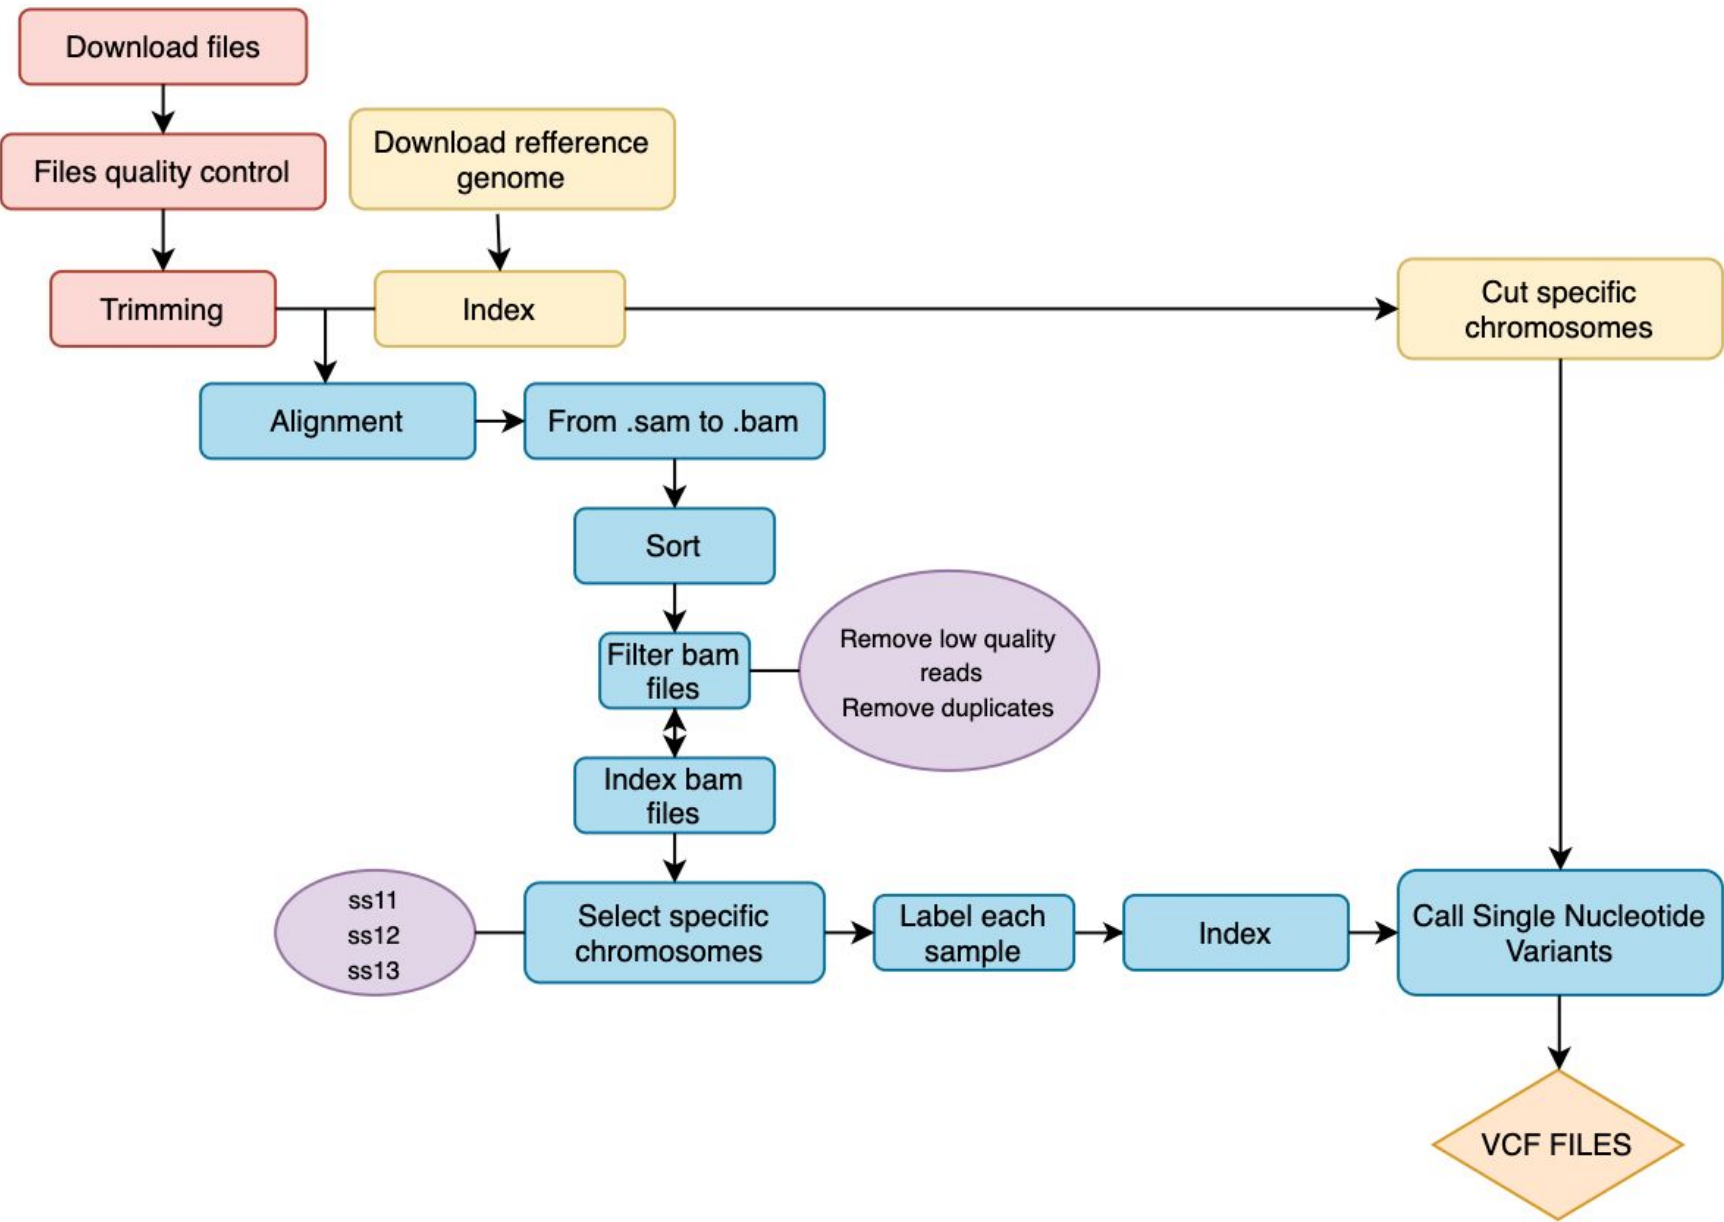 Download files
Files quality control
Download refference
genome
Trimming
Index
Cut specific
chromosomes
Alignment
From .sam to .bam
Sort
Filter bam
files
Remove low quality
reads
Remove duplicates
Index bam
files
ss11
ss12
ss13
Select specific
chromosomes
Label each
sample
Index
Call Single Nucleotide
Variants
VCF FILES